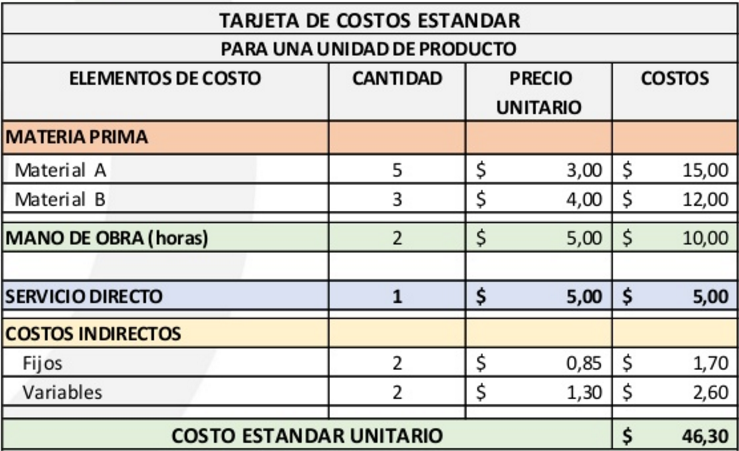 TARJETA DE COSTOS ESTANDAR
PARA UNA UNIDAD DE PRODUCTO
ELEMENTOS DE COSTO CANTIDAD PRECIO UNITARIO COSTOS
MATERIA PRIMA
Material A 5 $ 3,00 $ 15,00
Material B 3 $ 4,00 $ 12,00
MANO DE OBRA (horas) 2 $ 5,00 $ 10,00
SERVICIO DIRECTO 1 $ 5,00 $ 5,00
COSTOS INDIRECTOS
Fijos 2 $ 0,85 $ 1,70
Variables 2 $ 1,30 $ 2,60
COSTO ESTANDAR UNITARIO $ 46,30